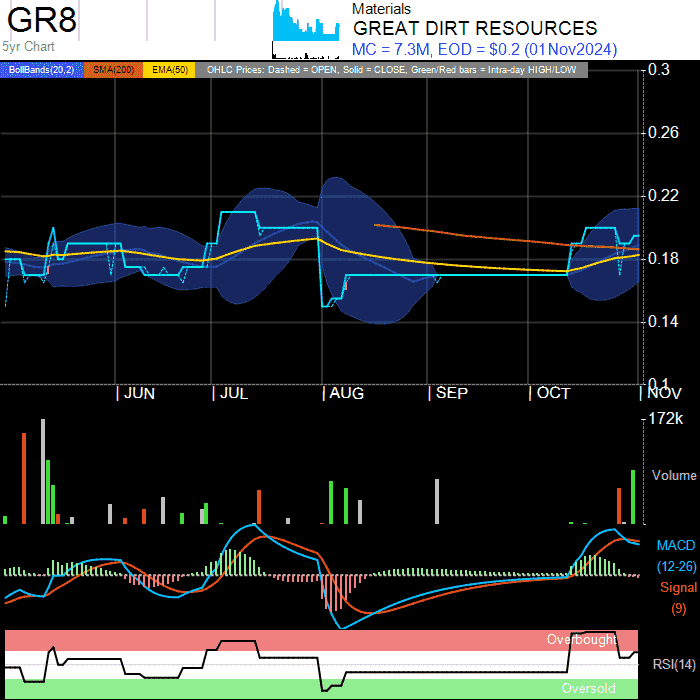 GR8
5yr Chart
Materials
GREAT DIRT RESOURCES
MC = 7.3M, EOD = $0.2 (01Nov2024)
BollBands(20,2) SMA(200) EMA(50) OHLC Prices: Dashed = OPEN, Solid = CLOSE, Green/Red bars = Intra-day HIGH/LOW
0.3
0.26
0.22
0.18
0.14
0.1
JUN JUL AUG SEP OCT NOV
172k
Volume
MACD
(12-26)
Signal
(9)
Overbought
RSI(14)
Oversold